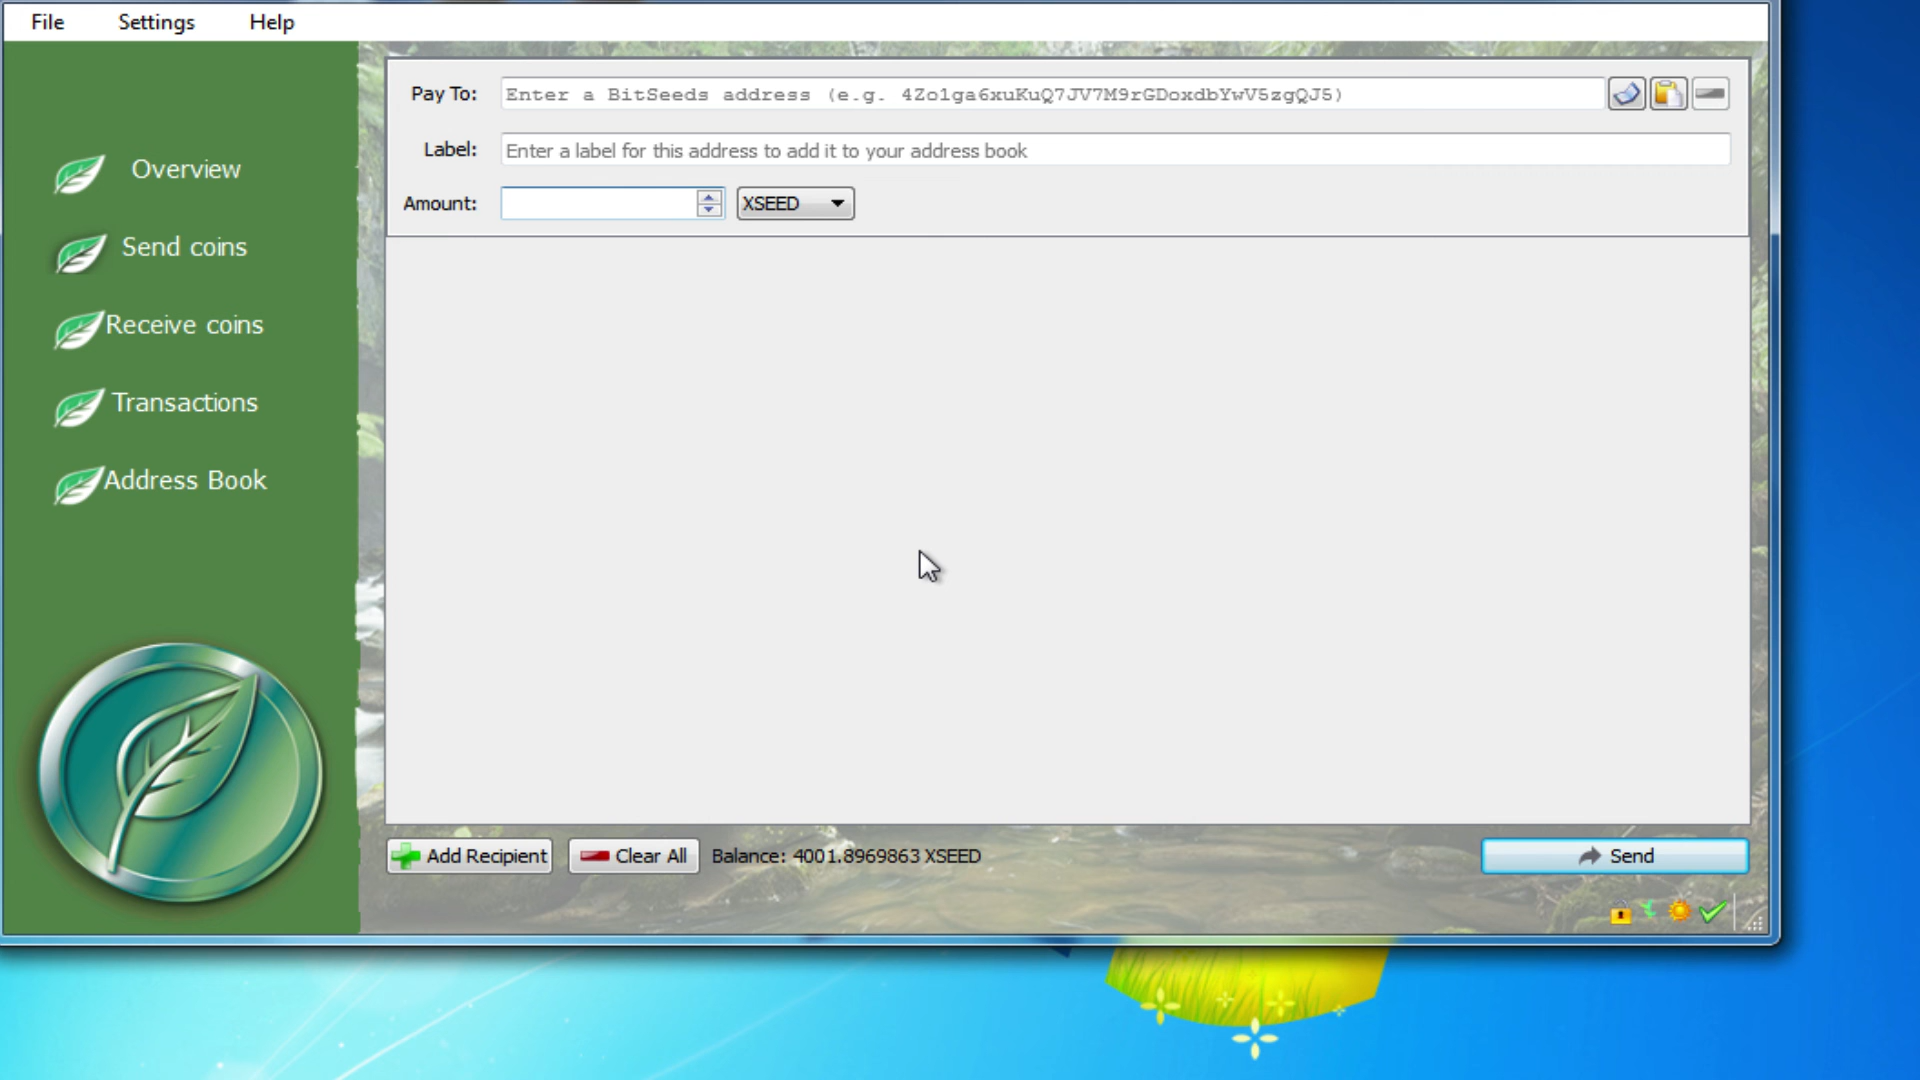 File Settings Help
Pay To: Enter a BitSeeds address (e.g. 4Zo1ga6xuKuQ7JV7M9rGDoxdbYwV5zgQJ5)
Label: Enter a label for this address to add it to your address book
Amount: XSEED
Overview
Send coins
Receive coins
Transactions
Address Book
Add Recipient Clear All Balance: 4001.8969863 XSEED Send